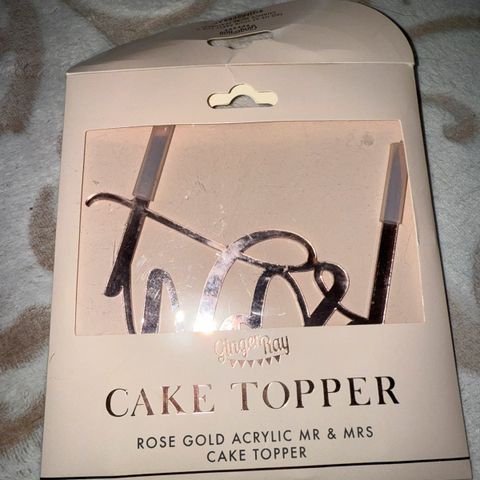 Ginger Ray
CAKE TOPPER
ROSE GOLD ACRYLIC MR & MRS
CAKE TOPPER